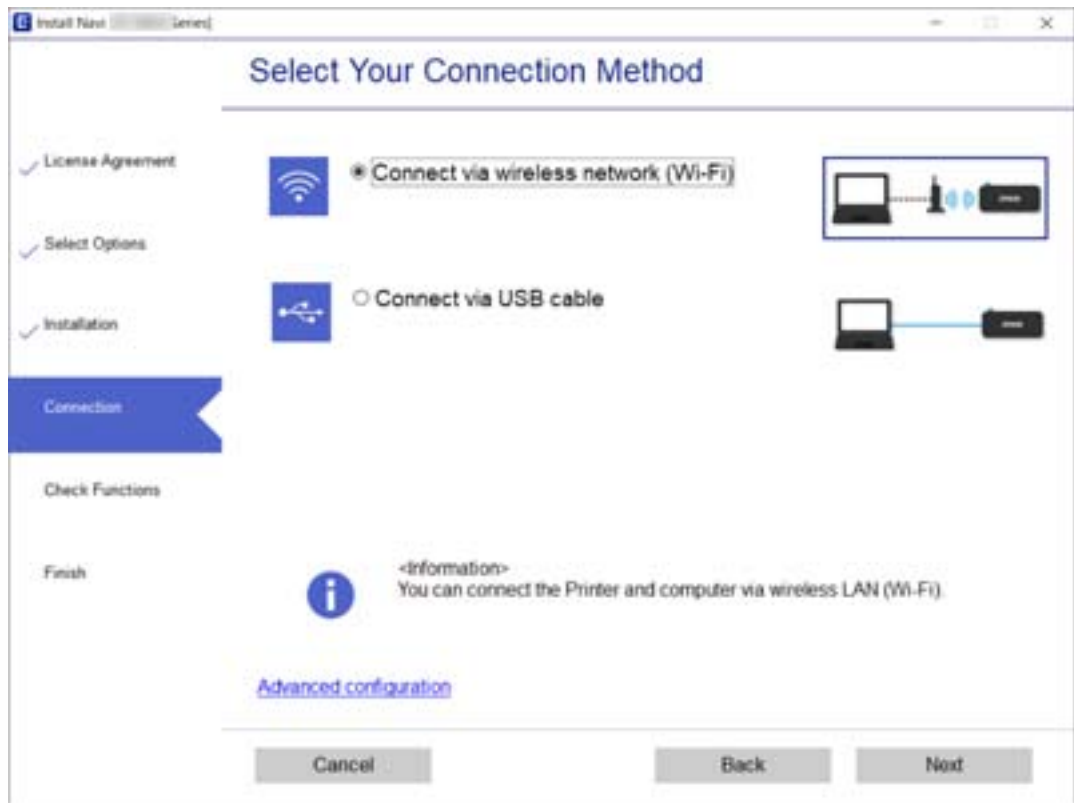 Install Navi Series]
Select Your Connection Method
License Agreement
Select Options
Installation
Connection
Check Functions
Finish
Connect via wireless network (Wi-Fi)
Connect via USB cable
<Information>
You can connect the Printer and computer via wireless LAN (Wi-Fi).
Advanced configuration
Cancel
Back
Next